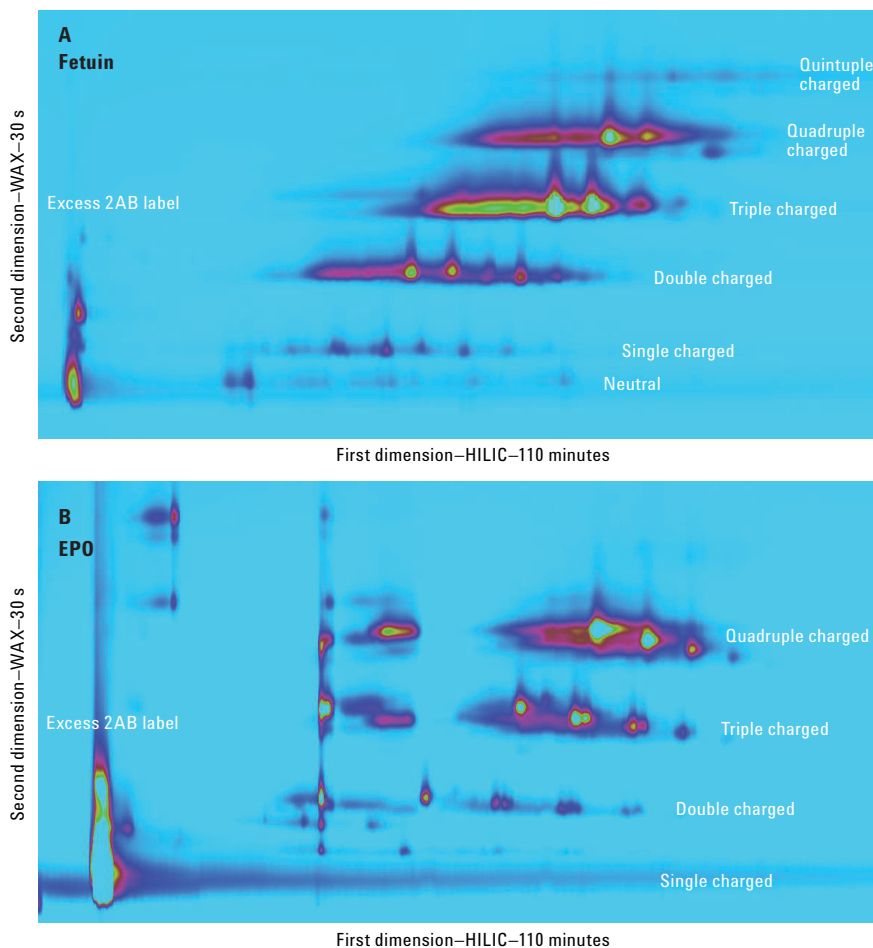 A
Fetuin
Quintuple
charged
Quadruple
charged
Excess 2AB label
Triple charged
Double charged
Single charged
Neutral
Second dimension–WAX–30 s
First dimension–HILIC–110 minutes
B
EPO
Quadruple charged
Excess 2AB label
Triple charged
Double charged
Single charged
Second dimension–WAX–30 s
First dimension–HILIC–110 minutes